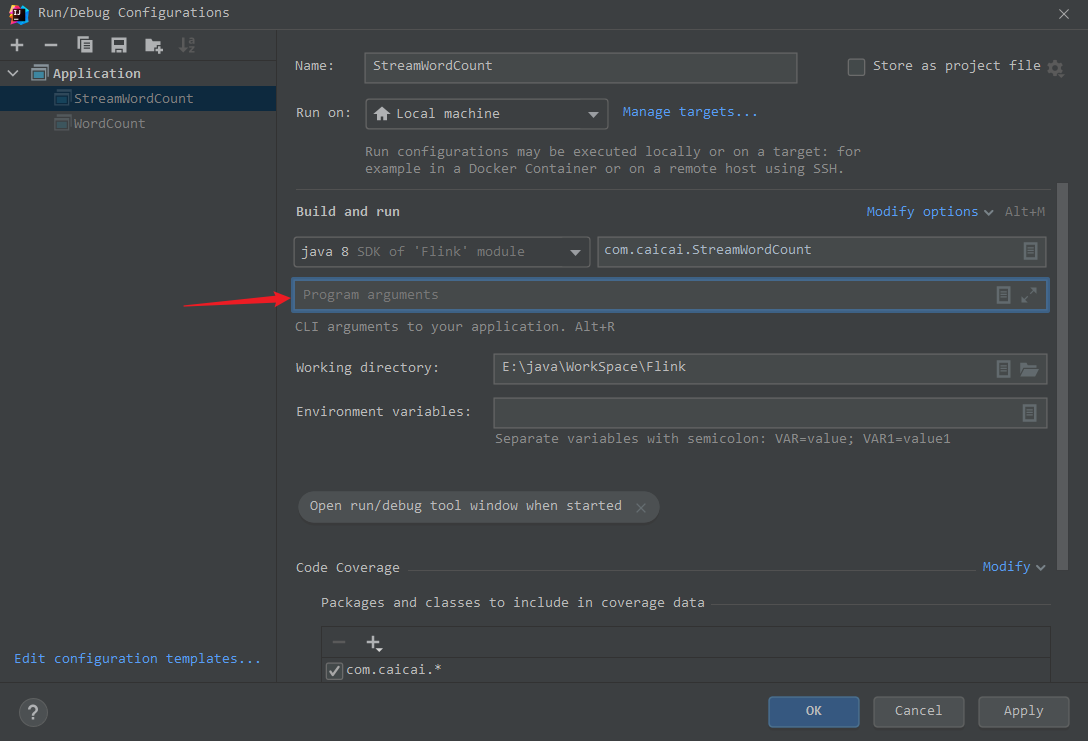 Run/Debug Configurations
Application
StreamWordCount
WordCount
Edit configuration templates...
Name: StreamWordCount Store as project file
Run on: Local machine Manage targets...
Run configurations may be executed locally or on a target: for
example in a Docker Container or on a remote host using SSH.
Build and run Modify options Alt+M
java 8 SDK of 'Flink' module com.caicai.StreamWordCount
Program arguments
CLI arguments to your application. Alt+R
Working directory: E:\java\WorkSpace\Flink
Environment variables:
Separate variables with semicolon: VAR=value; VAR1=value1
Open run/debug tool window when started
Code Coverage Modify
Packages and classes to include in coverage data
com.caicai.*
? OK Cancel Apply